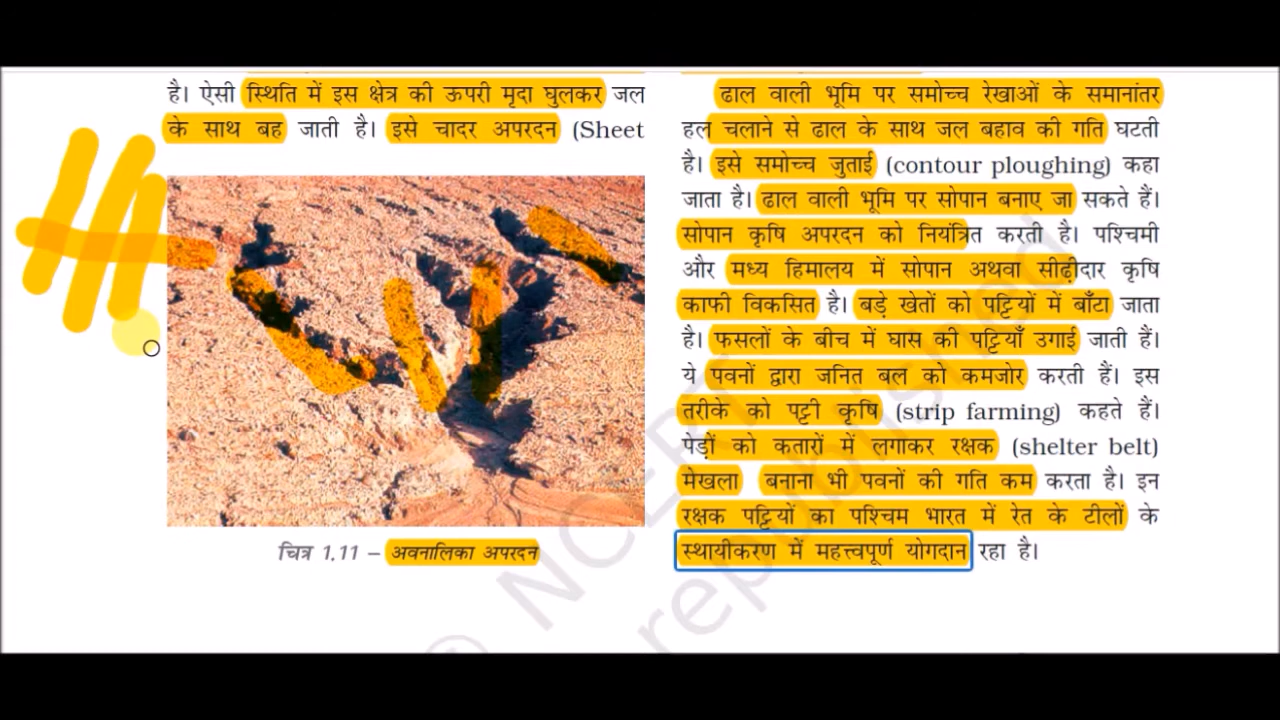 है। ऐसी स्थिति में इस क्षेत्र की ऊपरी मृदा घुलकर जल
के साथ बह जाती है। इसे चादर अपरदन (Sheet
चित्र 1.11 – अवनालिका अपरदन
ढाल वाली भूमि पर समोच्च रेखाओं के समानांतर
हल चलाने से ढाल के साथ जल बहाव की गति घटती
है। इसे समोच्च जुताई (contour ploughing) कहा
जाता है। ढाल वाली भूमि पर सोपान बनाए जा सकते हैं।
सोपान कृषि अपरदन को नियंत्रित करती है। पश्चिमी
और मध्य हिमालय में सोपान अथवा सीढ़ीदार कृषि
काफी विकसित है। बड़े खेतों को पट्टियों में बाँटा जाता
है। फसलों के बीच में घास की पट्टियाँ उगाई जाती हैं।
ये पवनों द्वारा जनित बल को कमजोर करती हैं। इस
तरीके को पट्टी कृषि (strip farming) कहते हैं।
पेड़ों को कतारों में लगाकर रक्षक (shelter belt)
मेखला बनाना भी पवनों की गति कम करता है। इन
रक्षक पट्टियों का पश्चिम भारत में रेत के टीलों के
स्थायीकरण में महत्त्वपूर्ण योगदान रहा है।
© NCERT
republished